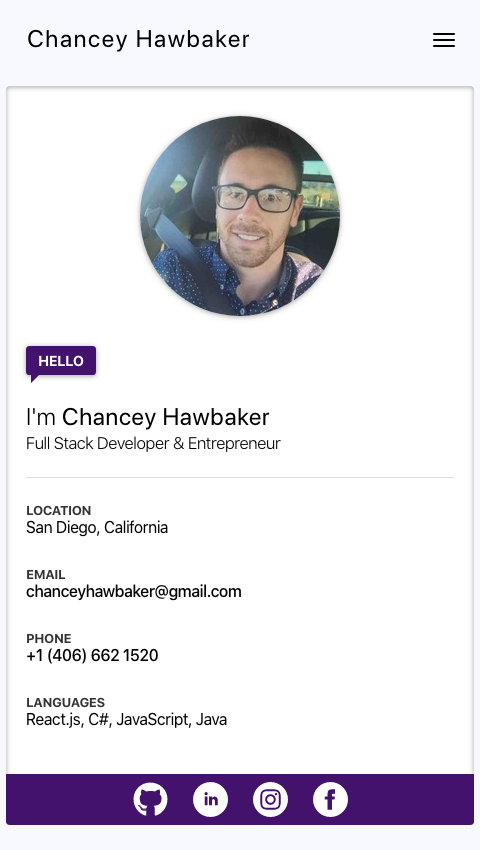 Chancey Hawbaker
HELLO
I'm Chancey Hawbaker
Full Stack Developer & Entrepreneur
LOCATION
San Diego, California
EMAIL
chanceyhawbaker@gmail.com
PHONE
+1 (406) 662 1520
LANGUAGES
React.js, C#, JavaScript, Java
in
f